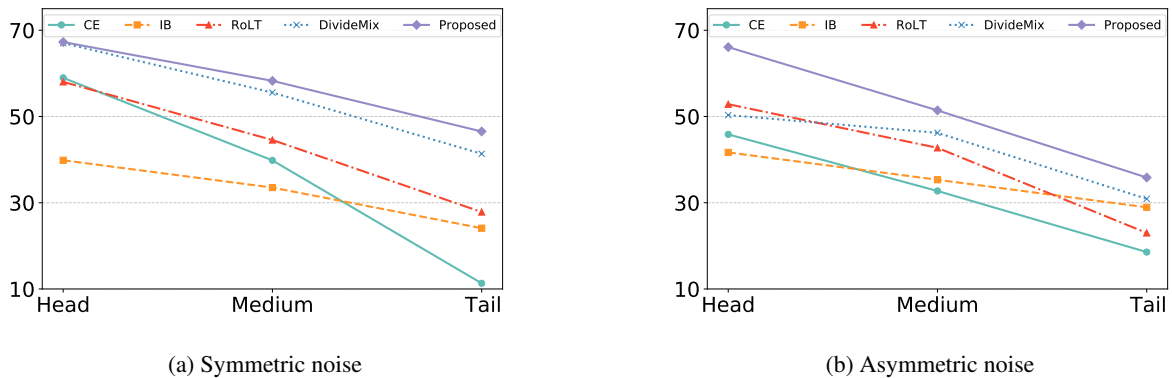 CE IB RoLT DivideMix Proposed
70
50
30
10
Head Medium Tail
(a) Symmetric noise
CE IB RoLT DivideMix Proposed
70
50
30
10
Head Medium Tail
(b) Asymmetric noise